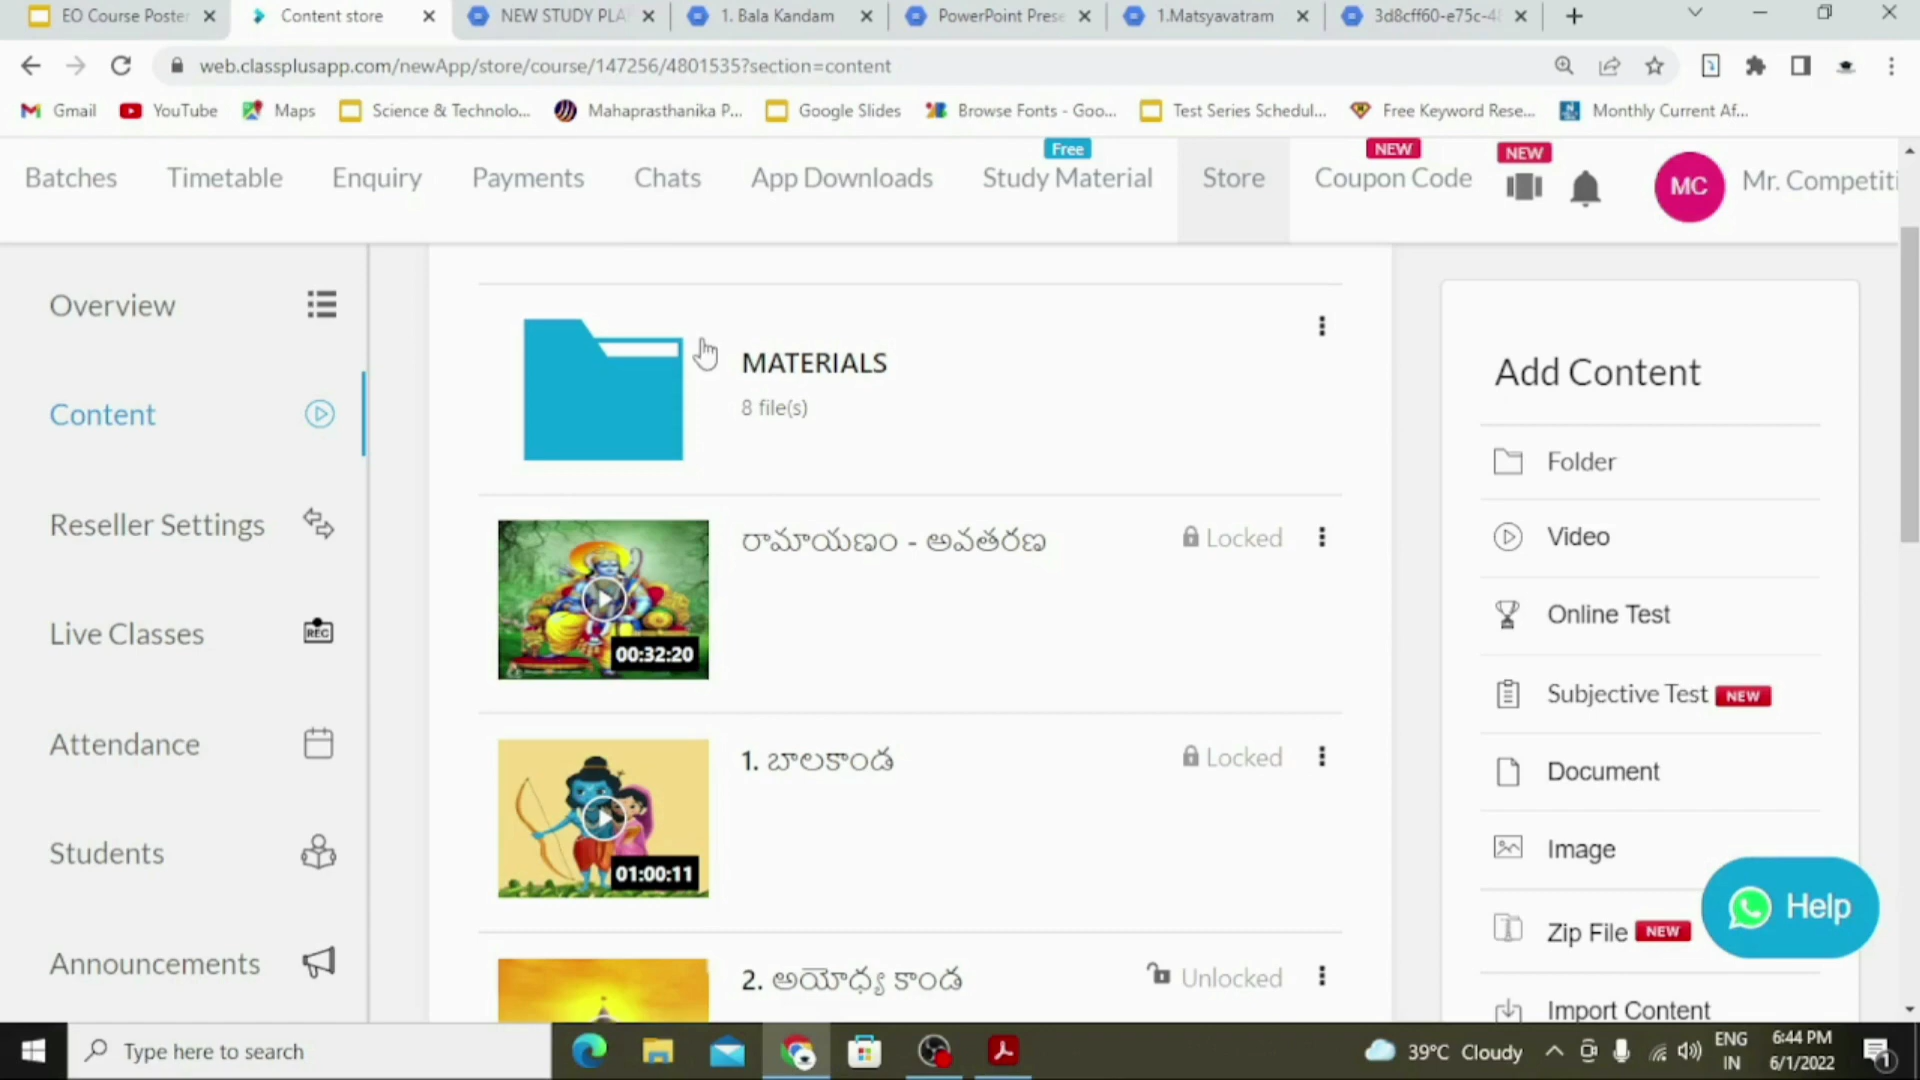 EO Course Poster
Content store
NEW STUDY PLA
1. Bala Kandam
PowerPoint Prese
1.Matsyavatram
3d8cff60-e75c-48
web.classplusapp.com/newApp/store/course/147256/4801535?section=content
Gmail
YouTube
Maps
Science & Technolo...
Mahaprasthanika P...
Google Slides
Browse Fonts - Goo...
Test Series Schedul...
Free Keyword Rese...
Monthly Current Af...
Batches
Timetable
Enquiry
Payments
Chats
App Downloads
Free
Study Material
Store
NEW
Coupon Code
NEW
MC
Mr. Competiti
Overview
Content
Reseller Settings
Live Classes
REC
Attendance
Students
Announcements
MATERIALS
8 file(s)
రామాయణం - అవతరణ
Locked
00:32:20
1. బాలకాండ
Locked
01:00:11
2. అయోధ్య కాండ
Unlocked
Add Content
Folder
Video
Online Test
Subjective Test NEW
Document
Image
Zip File NEW
Import Content
Help
Type here to search
39°C Cloudy
ENG
IN
6:44 PM
6/1/2022
1